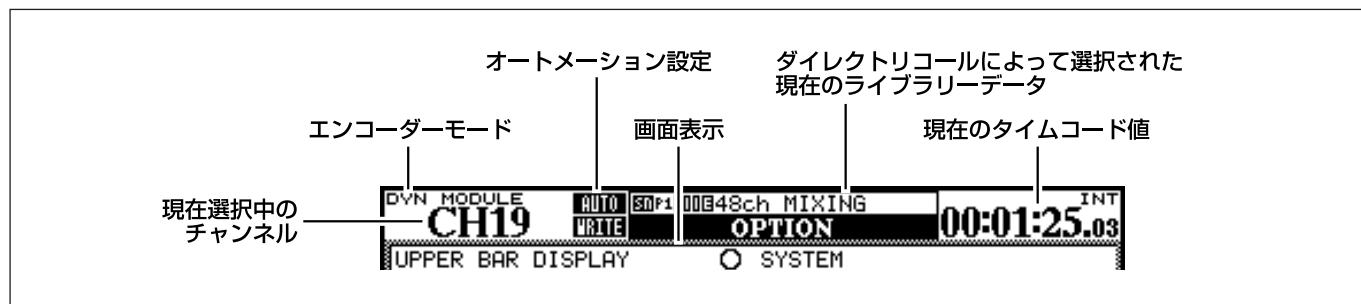 オートメーション設定
ダイレクトリコールによって選択された
現在のライブラリーデータ
エンコーダーモード
画面表示
現在のタイムコード値
現在選択中の
チャンネル
DYN MODULE
CH19
AUTO
WRITE
48ch MIXING
OPTION
INT
00:01:25.03
UPPER BAR DISPLAY
SYSTEM